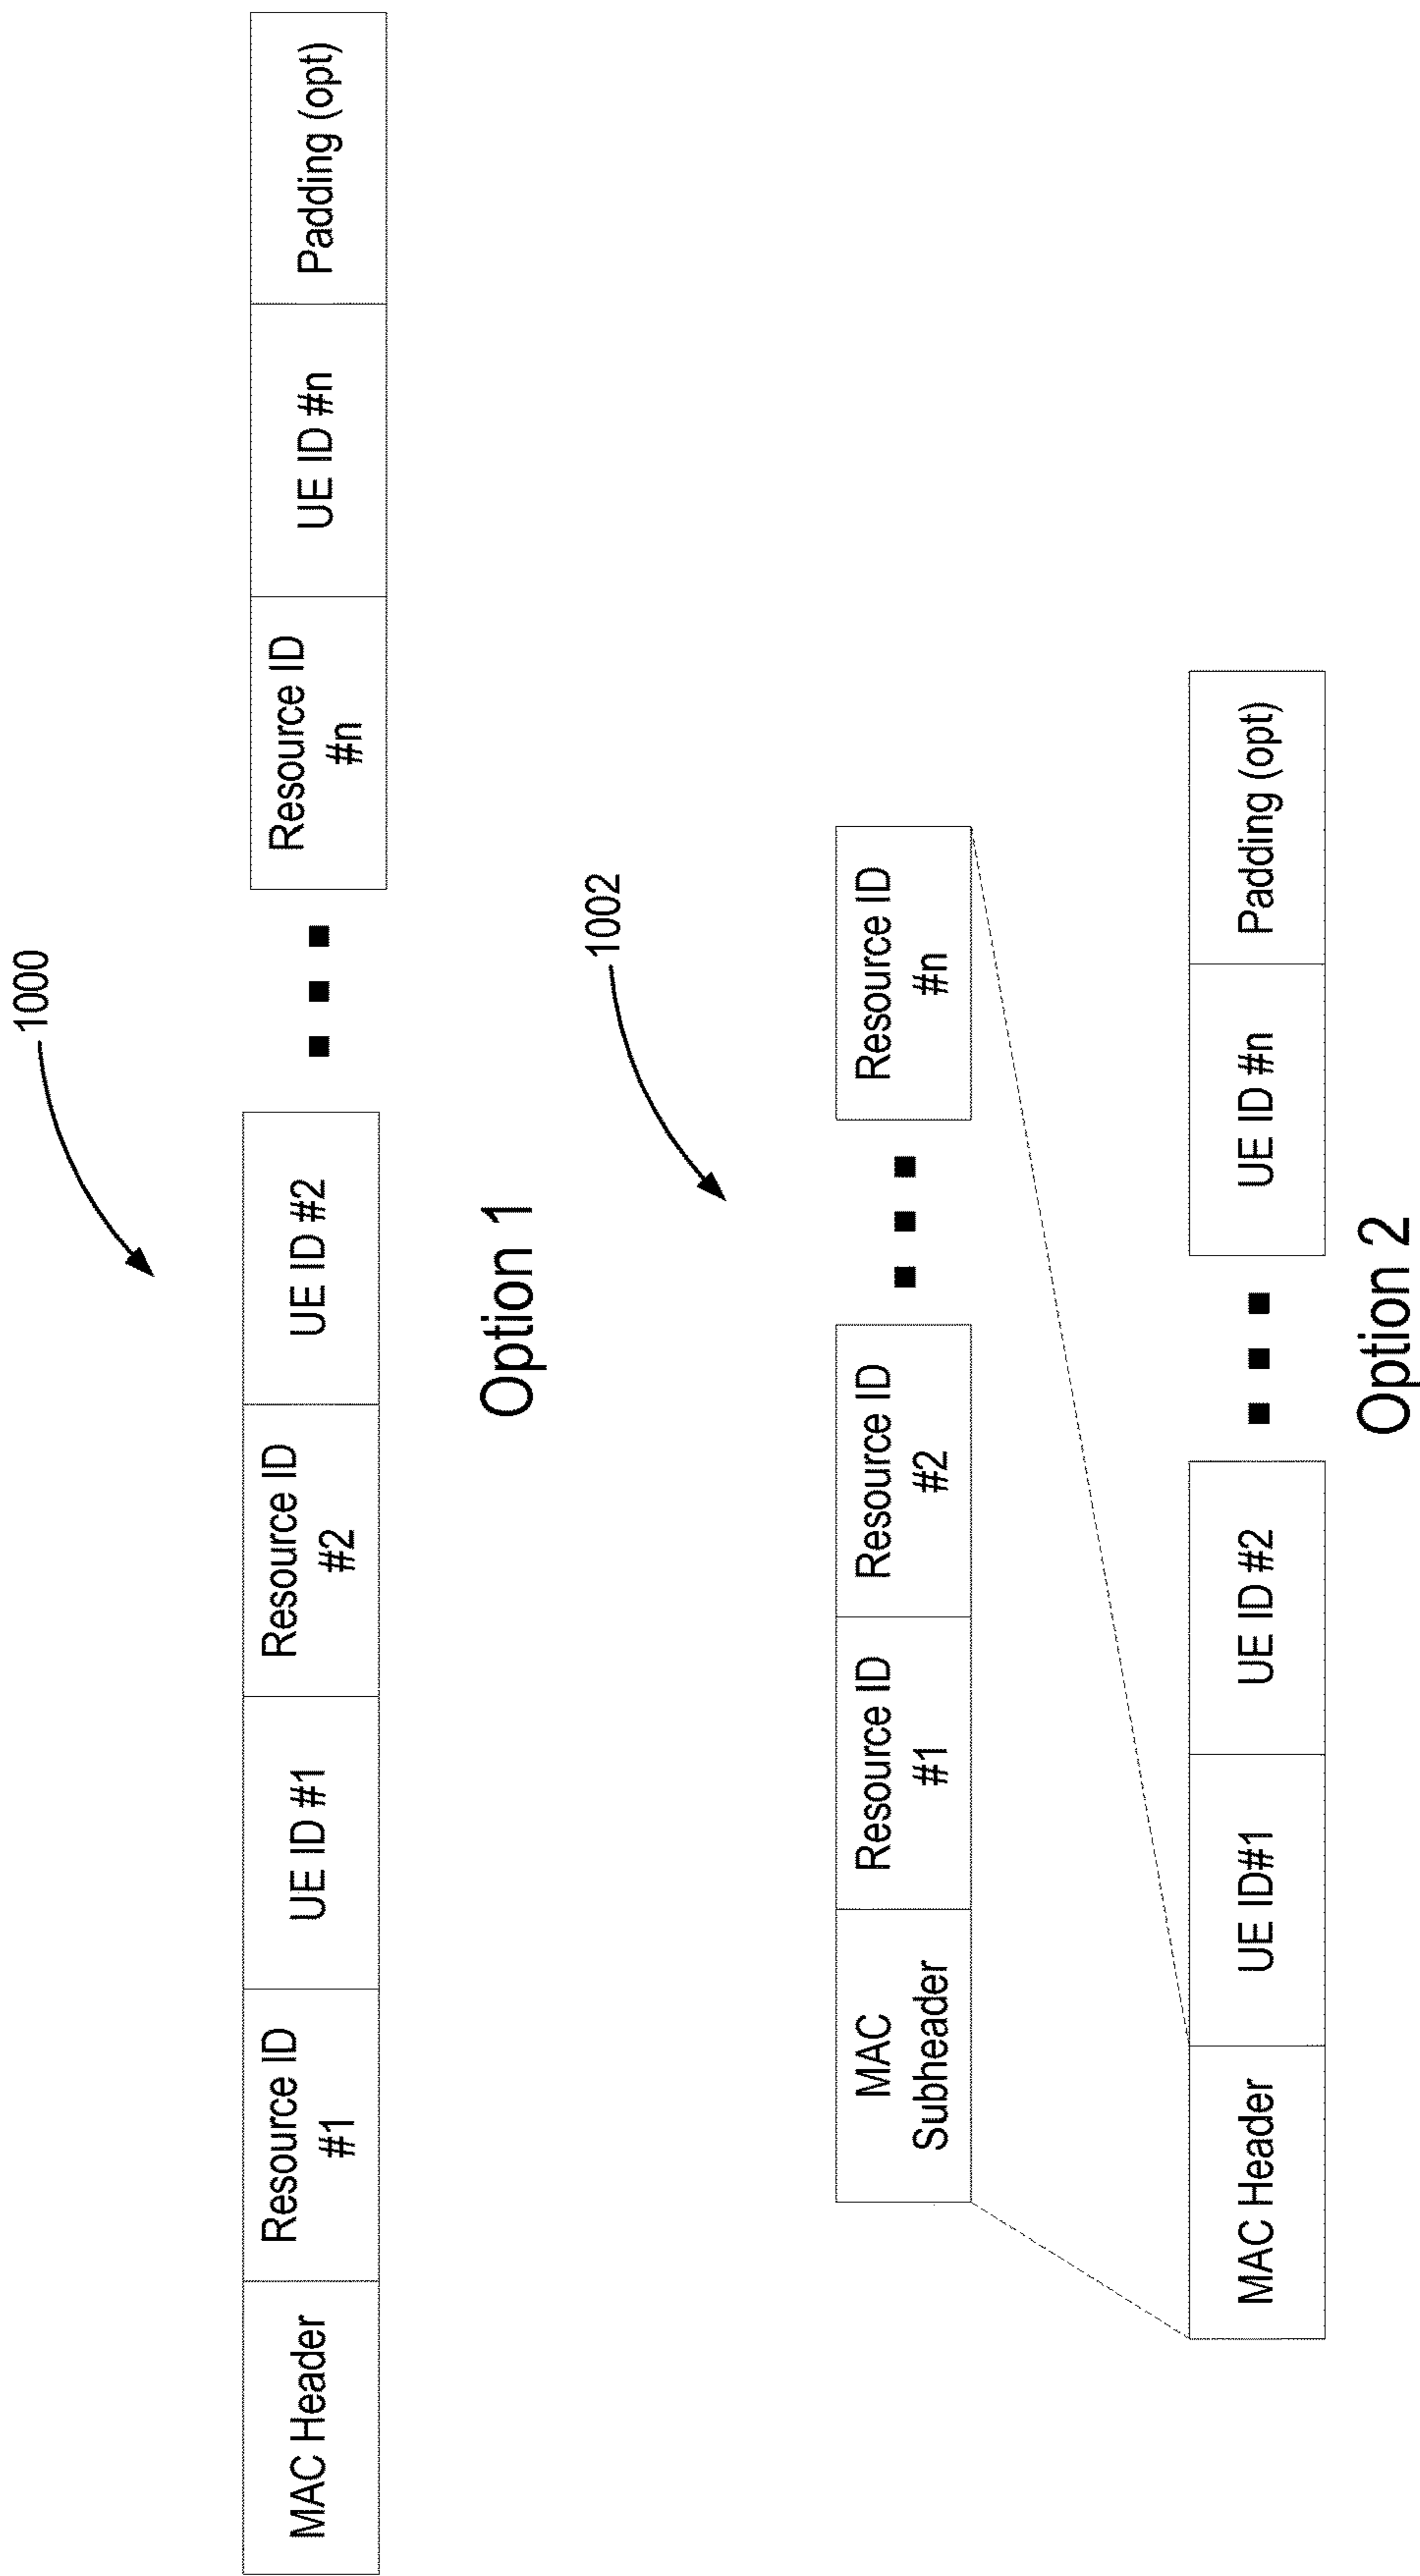 1000
MAC Header
Resource ID
#1
UE ID #1
Resource ID
#2
UE ID #2
Resource ID
#n
UE ID #n
Padding (opt)
Option 1
1002
MAC
Subheader
Resource ID
#1
Resource ID
#2
Resource ID
#n
MAC Header
UE ID#1
UE ID #2
UE ID #n
Padding (opt)
Option 2